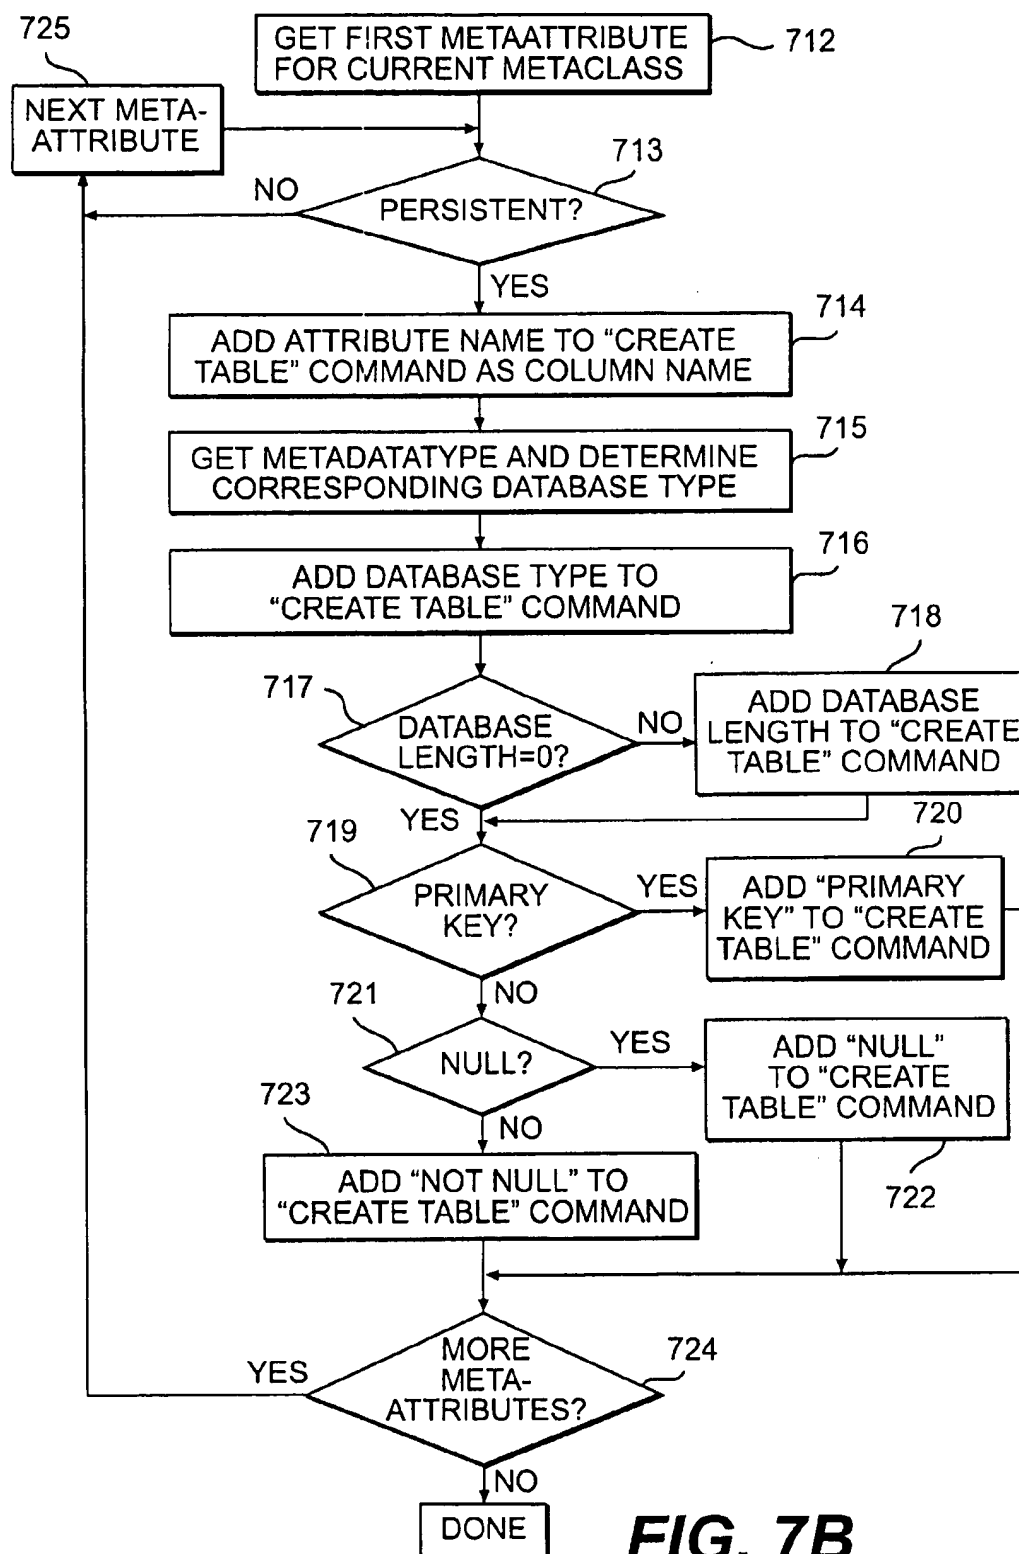 725
GET FIRST METAATTRIBUTE
FOR CURRENT METACLASS
712
NEXT META-
ATTRIBUTE
713
NO
PERSISTENT?
YES
714
ADD ATTRIBUTE NAME TO “CREATE
TABLE” COMMAND AS COLUMN NAME
715
GET METADATATYPE AND DETERMINE
CORRESPONDING DATABASE TYPE
716
ADD DATABASE TYPE TO
“CREATE TABLE” COMMAND
718
717
DATABASE
LENGTH=0?
NO
ADD DATABASE
LENGTH TO “CREATE
TABLE” COMMAND
YES
720
719
PRIMARY
KEY?
YES
ADD “PRIMARY
KEY” TO “CREATE
TABLE” COMMAND
NO
721
NULL?
YES
ADD “NULL”
TO “CREATE
TABLE” COMMAND
722
723
NO
ADD “NOT NULL” TO
“CREATE TABLE” COMMAND
MORE
META-
ATTRIBUTES?
724
YES
NO
DONE
FIG. 7B